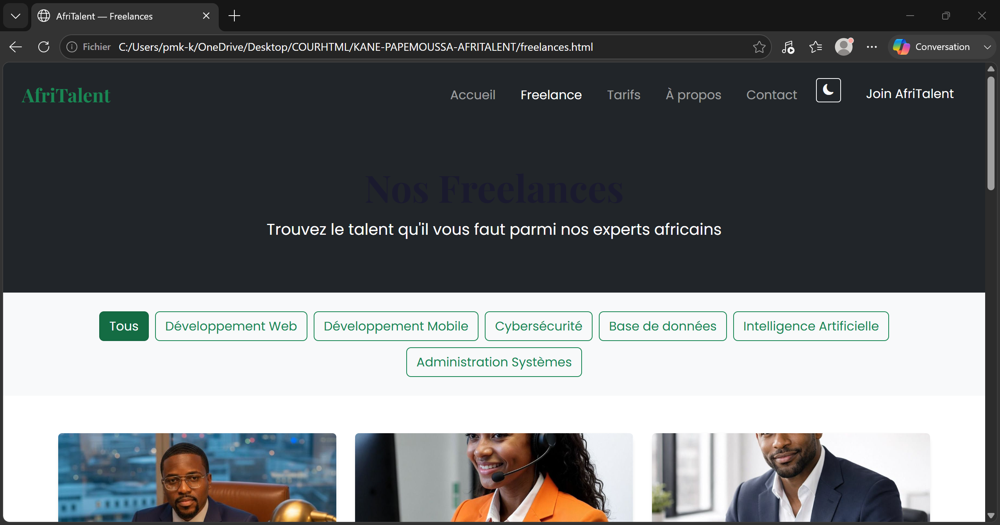 AfriTalent — Freelances
Fichier C:/Users/pmk-k/OneDrive/Desktop/COURHTML/KANE-PAPEMOUSSA-AFRITALENT/freelances.html
Conversation
AfriTalent Accueil Freelance Tarifs À propos Contact Join AfriTalent
Nos Freelances
Trouvez le talent qu'il vous faut parmi nos experts africains
Tous Développement Web Développement Mobile Cybersécurité Base de données Intelligence Artificielle
Administration Systèmes